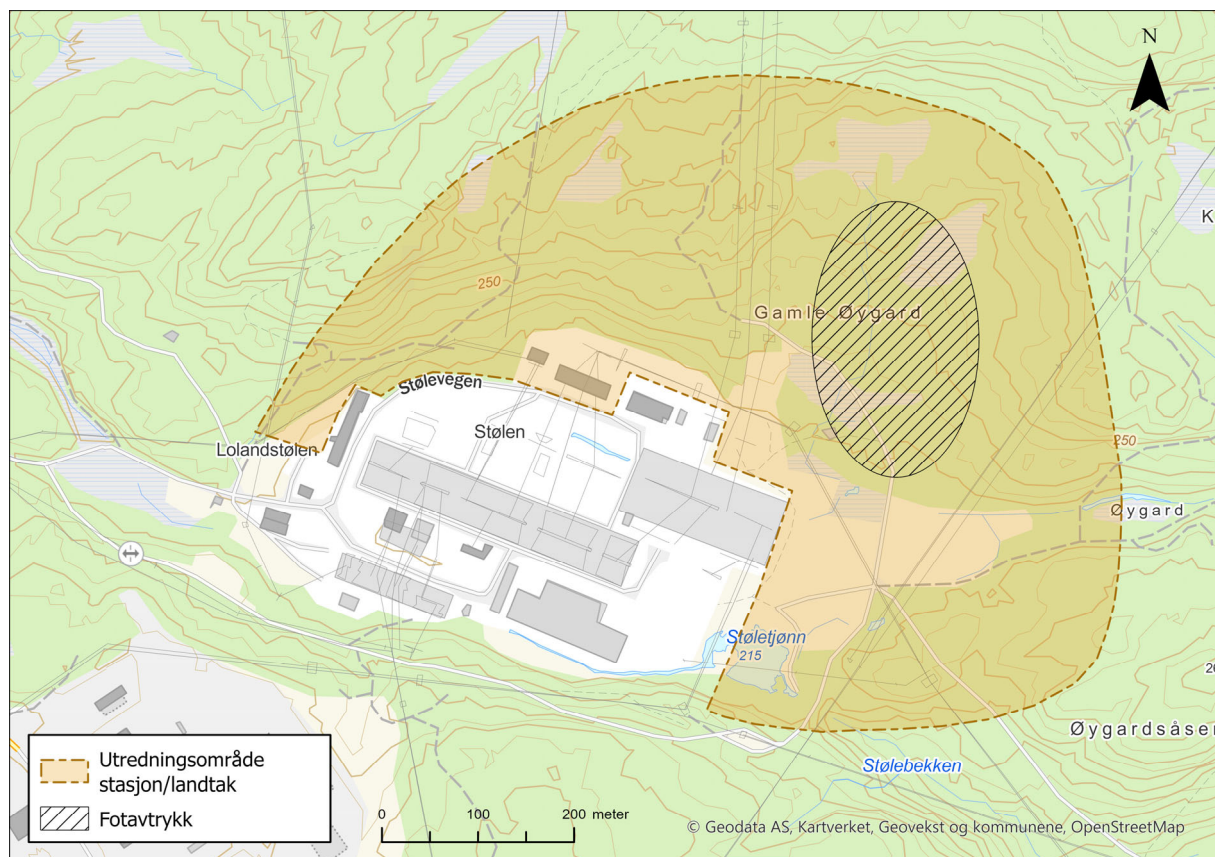 N
K
250
Gamle Øygard
Stølevegen
Stølen
Lolandstølen
250
Øygard
Støletjønn
215
Øygardsåsen
Stølebekken
Utredningsområde
stasjon/landtak
Fotavtrykk
0 100 200 meter
© Geodata AS, Kartverket, Geovekst og kommunene, OpenStreetMap